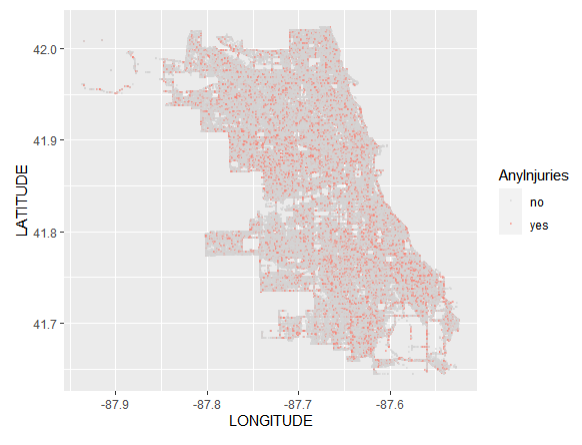 42.0
41.9
41.8
41.7
LATITUDE
-87.9
-87.8
-87.7
-87.6
LONGITUDE
AnyInjuries
no
yes